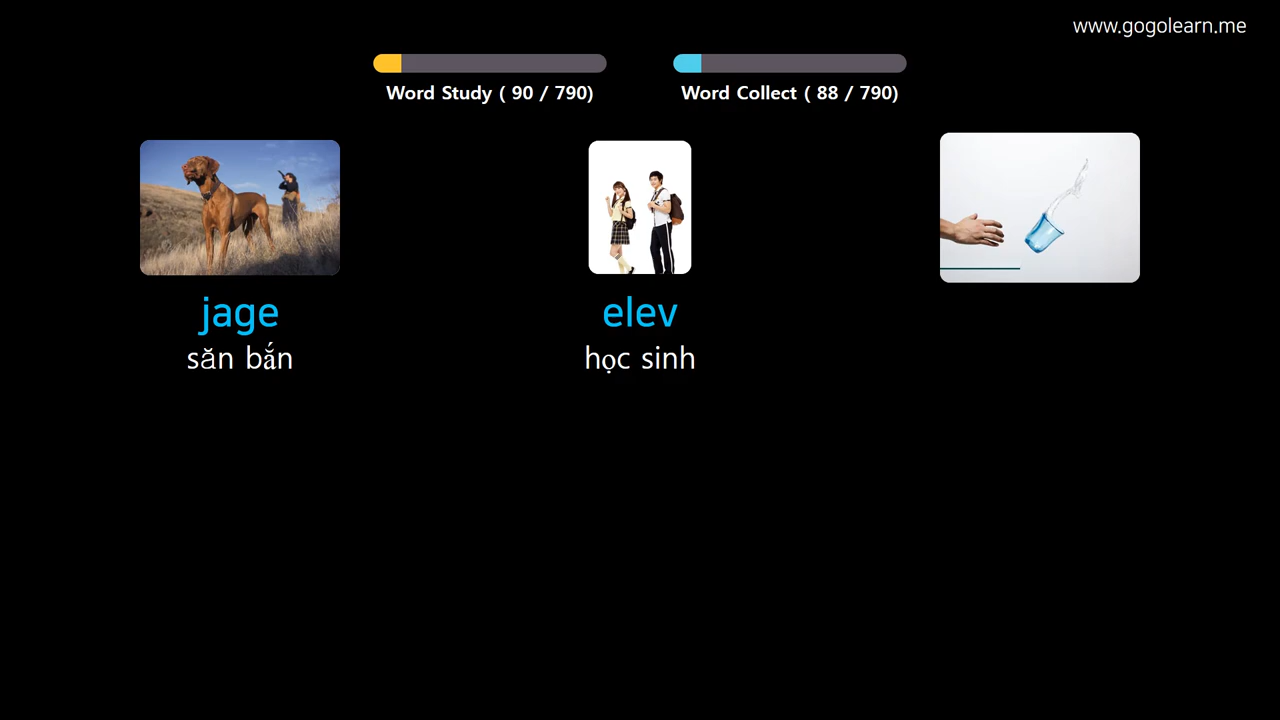 www.gogolearn.me
Word Study ( 90 / 790)
Word Collect ( 88 / 790)
jage
elev
săn bắn
học sinh